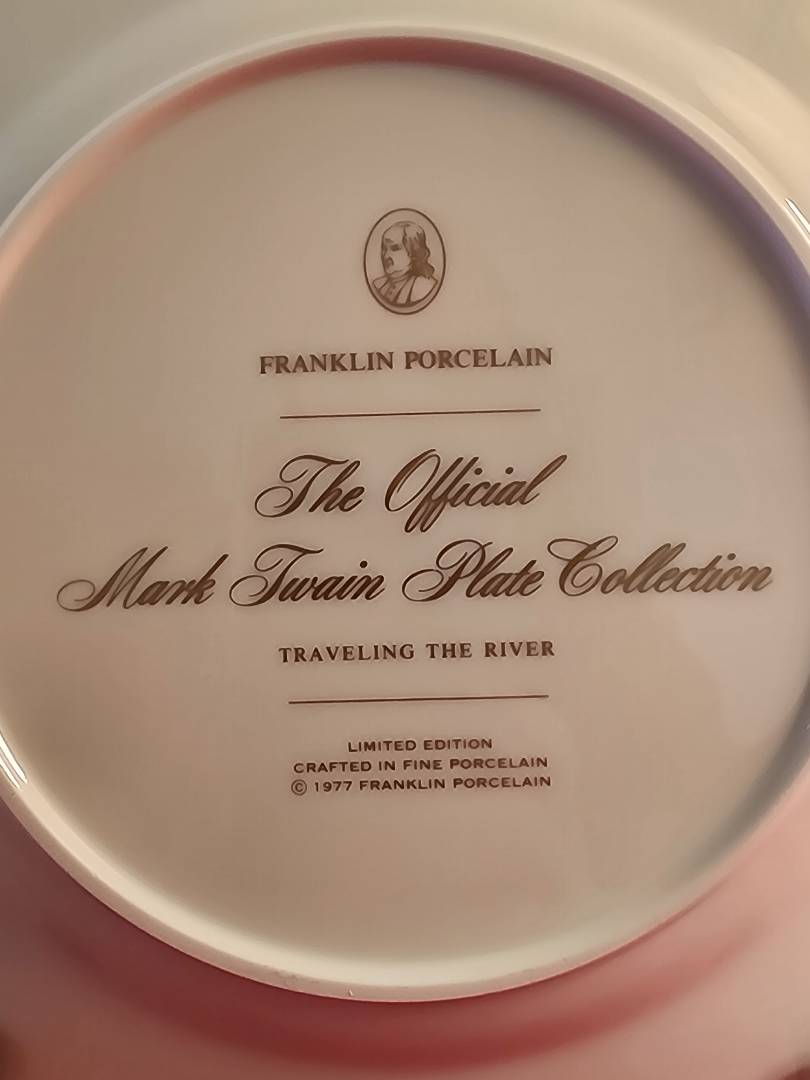 FRANKLIN PORCELAIN
The Official
Mark Twain Plate Collection
TRAVELING THE RIVER
LIMITED EDITION
CRAFTED IN FINE PORCELAIN
© 1977 FRANKLIN PORCELAIN